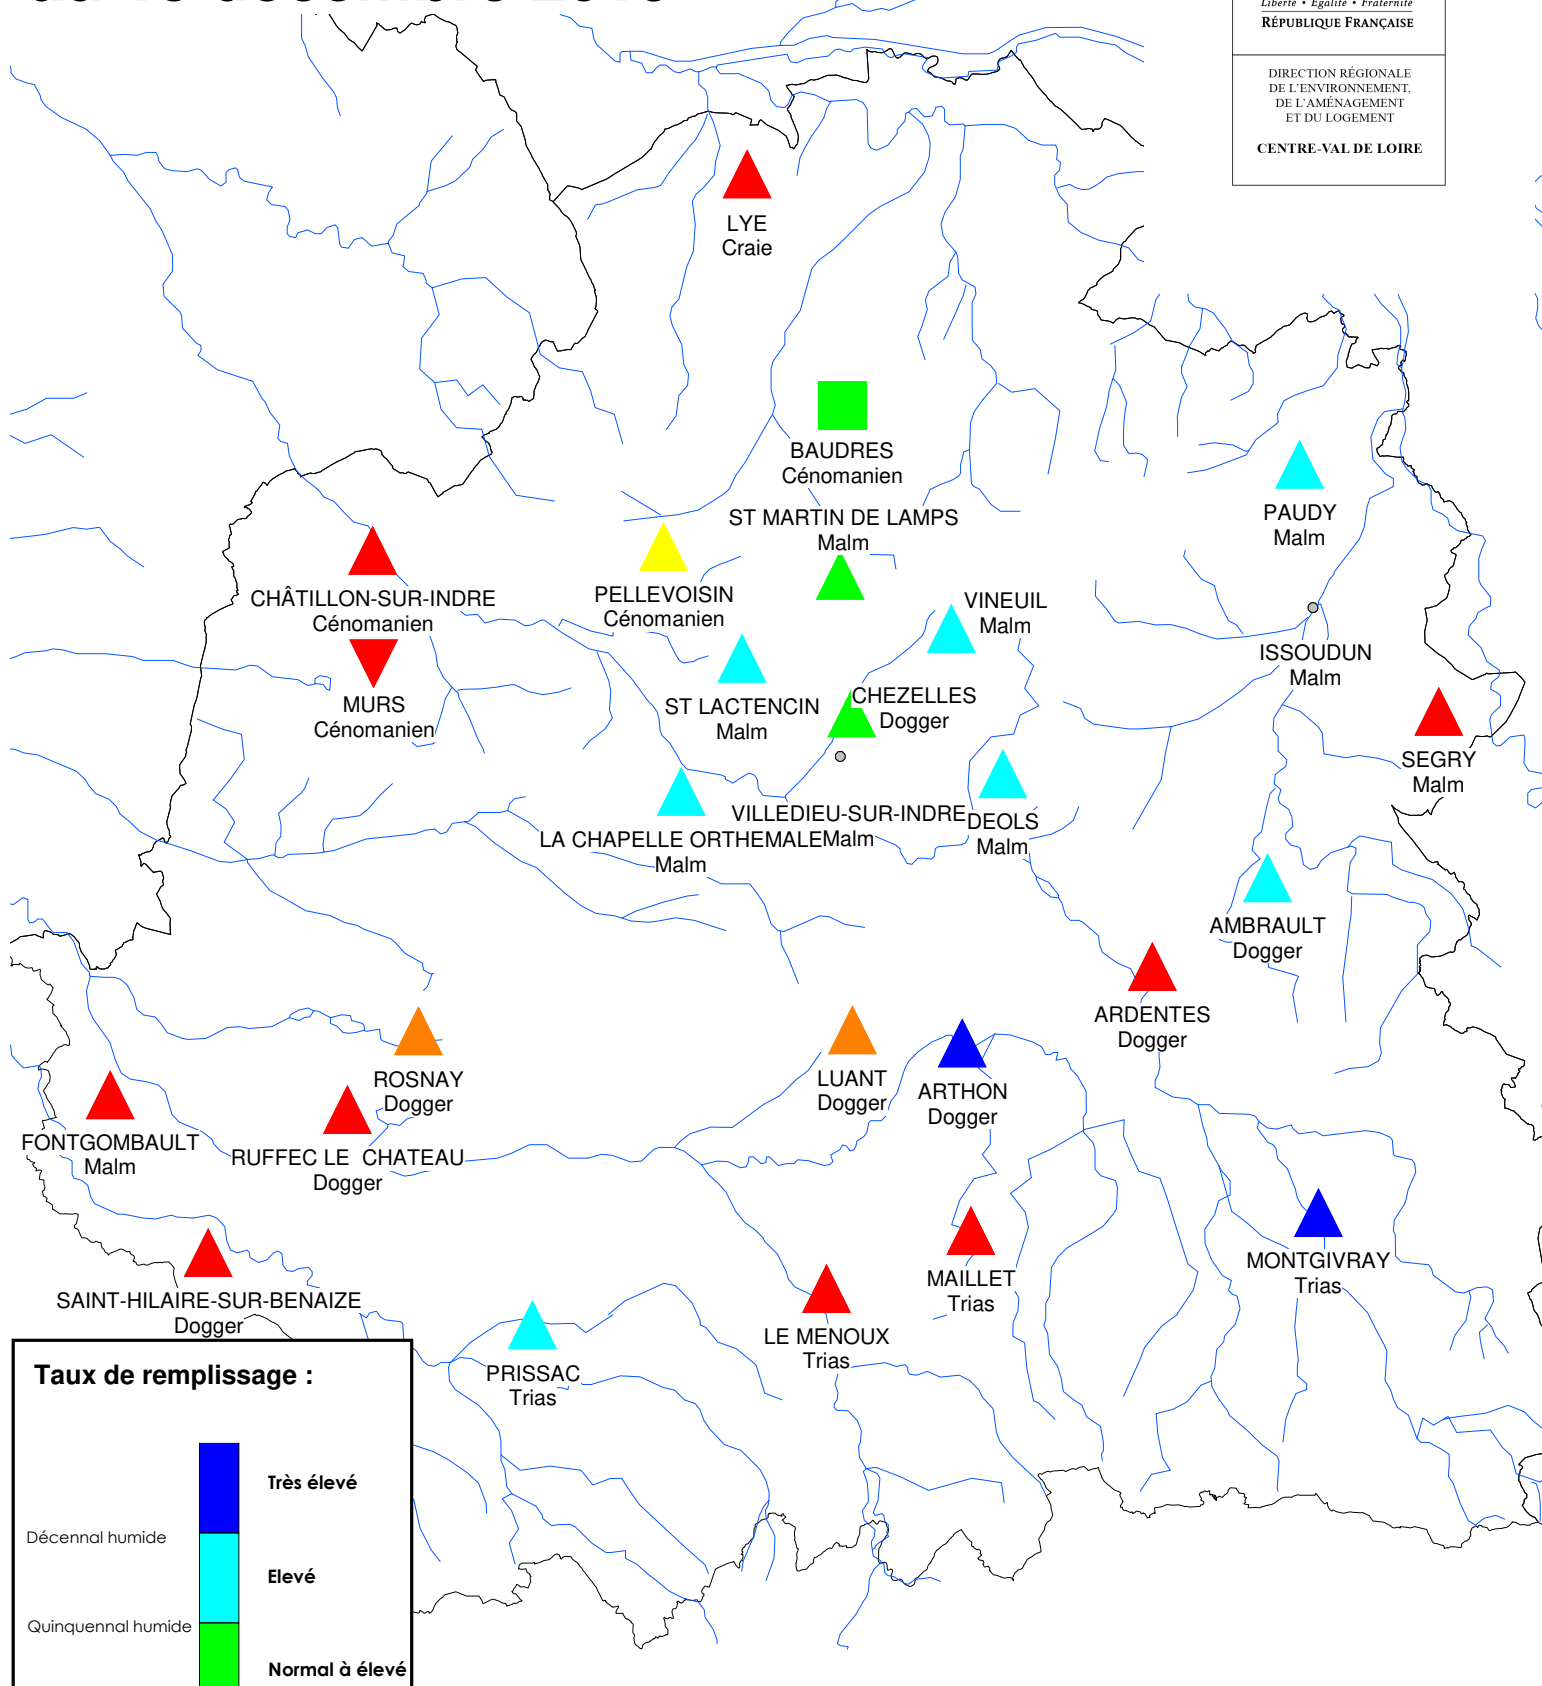 Liberté • Égalité • Fraternité
RÉPUBLIQUE FRANÇAISE
DIRECTION RÉGIONALE
DE L'ENVIRONNEMENT,
DE L'AMÉNAGEMENT
ET DU LOGEMENT
CENTRE-VAL DE LOIRE
LYE
Craie
BAUDRES
Cénomanien
ST MARTIN DE LAMPS
Malm
PAUDY
Malm
CHÂTILLON-SUR-INDRE
Cénomanien
PELLEVOISIN
Cénomanien
VINEUIL
Malm
ISSOUDUN
Malm
MURS
Cénomanien
ST LACTENCIN
Malm
CHEZELLES
Dogger
SEGRY
Malm
VILLEDIEU-SUR-INDRE
Malm
DEOLS
Malm
LA CHAPELLE ORTHEMALE
Malm
AMBRAULT
Dogger
ARDENTES
Dogger
ROSNAY
Dogger
LUANT
Dogger
ARTHON
Dogger
FONTGOMBAULT
Malm
RUFFEC LE  CHATEAU
Dogger
MONTGIVRAY
Trias
MAILLET
Trias
SAINT-HILAIRE-SUR-BENAIZE
Dogger
LE MENOUX
Trias
PRISSAC
Trias
Taux de remplissage :
Très élevé
Décennal humide
Elevé
Quinquennal humide
Normal à élevé